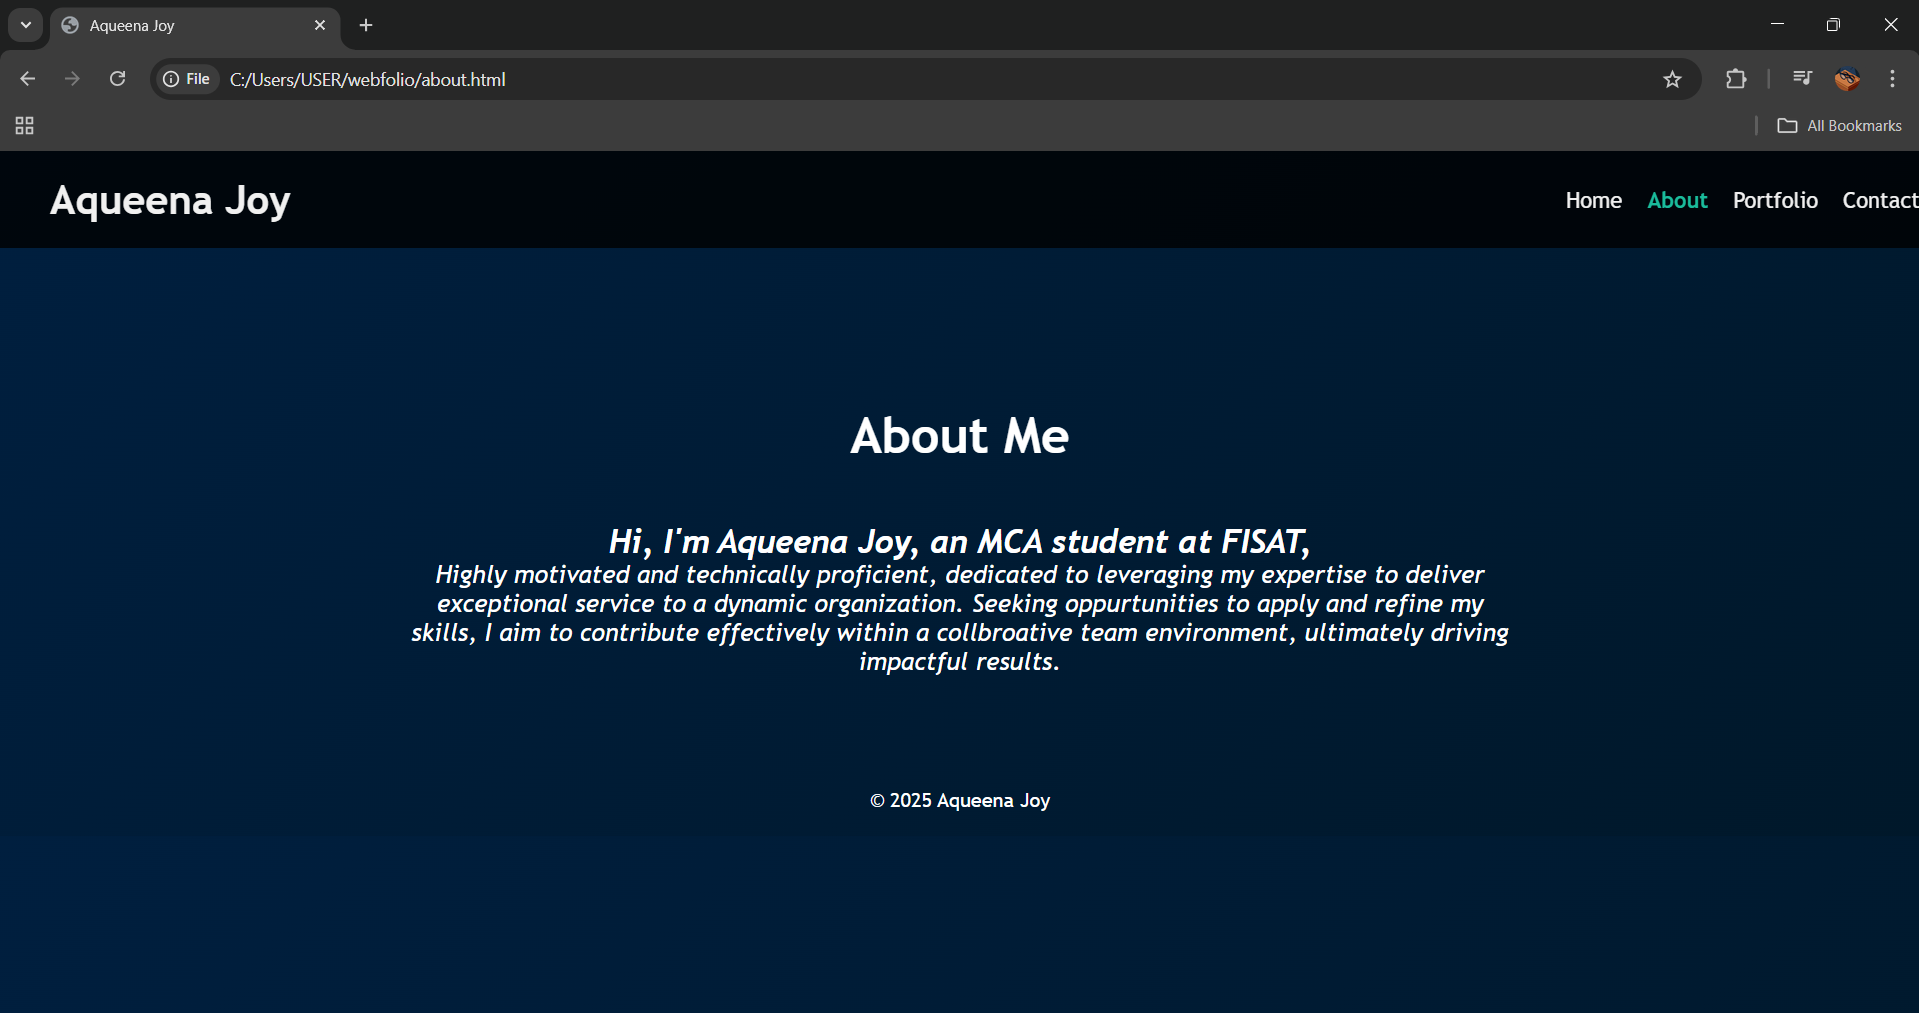 Aqueena Joy
File C:/Users/USER/webfolio/about.html
All Bookmarks
Aqueena Joy
Home About Portfolio Contact
About Me
Hi, I'm Aqueena Joy, an MCA student at FISAT,
Highly motivated and technically proficient, dedicated to leveraging my expertise to deliver
exceptional service to a dynamic organization. Seeking oppurtunities to apply and refine my
skills, I aim to contribute effectively within a collbroative team environment, ultimately driving
impactful results.
© 2025 Aqueena Joy